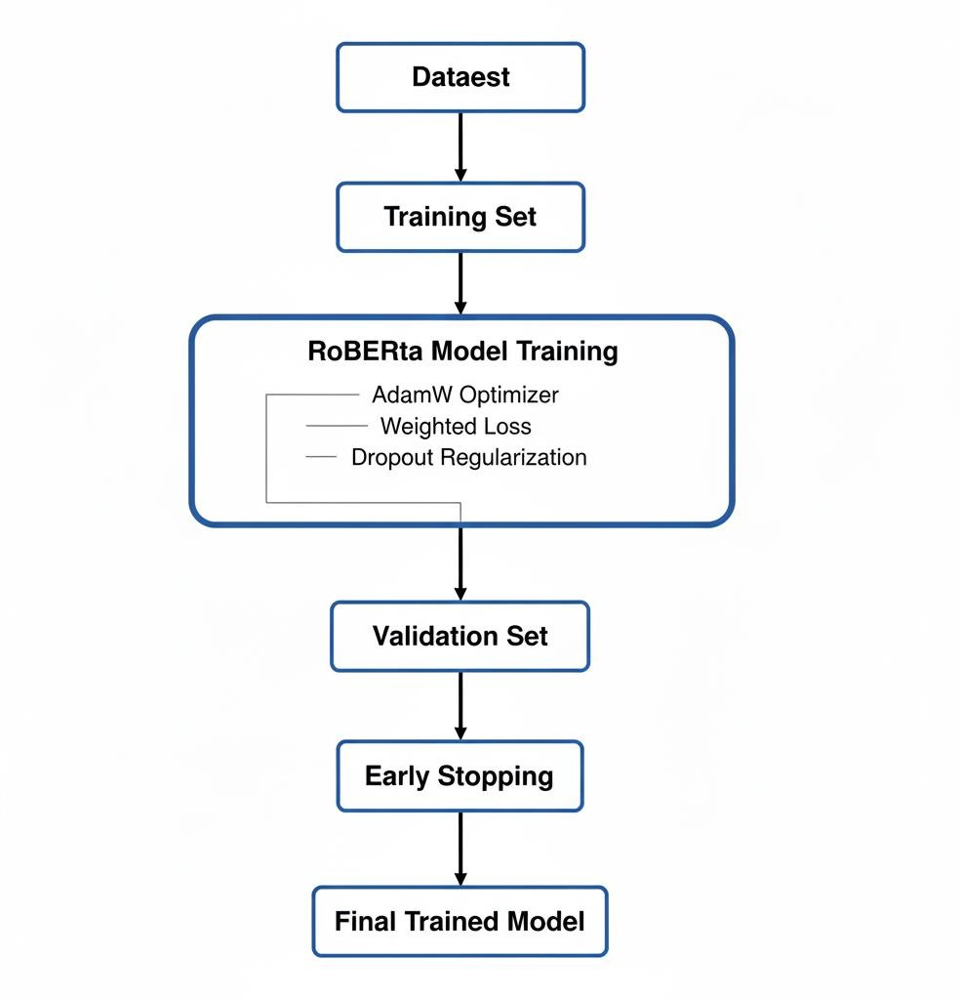 Dataest
Training Set
RoBERta Model Training
AdamW Optimizer
Weighted Loss
Dropout Regularization
Validation Set
Early Stopping
Final Trained Model